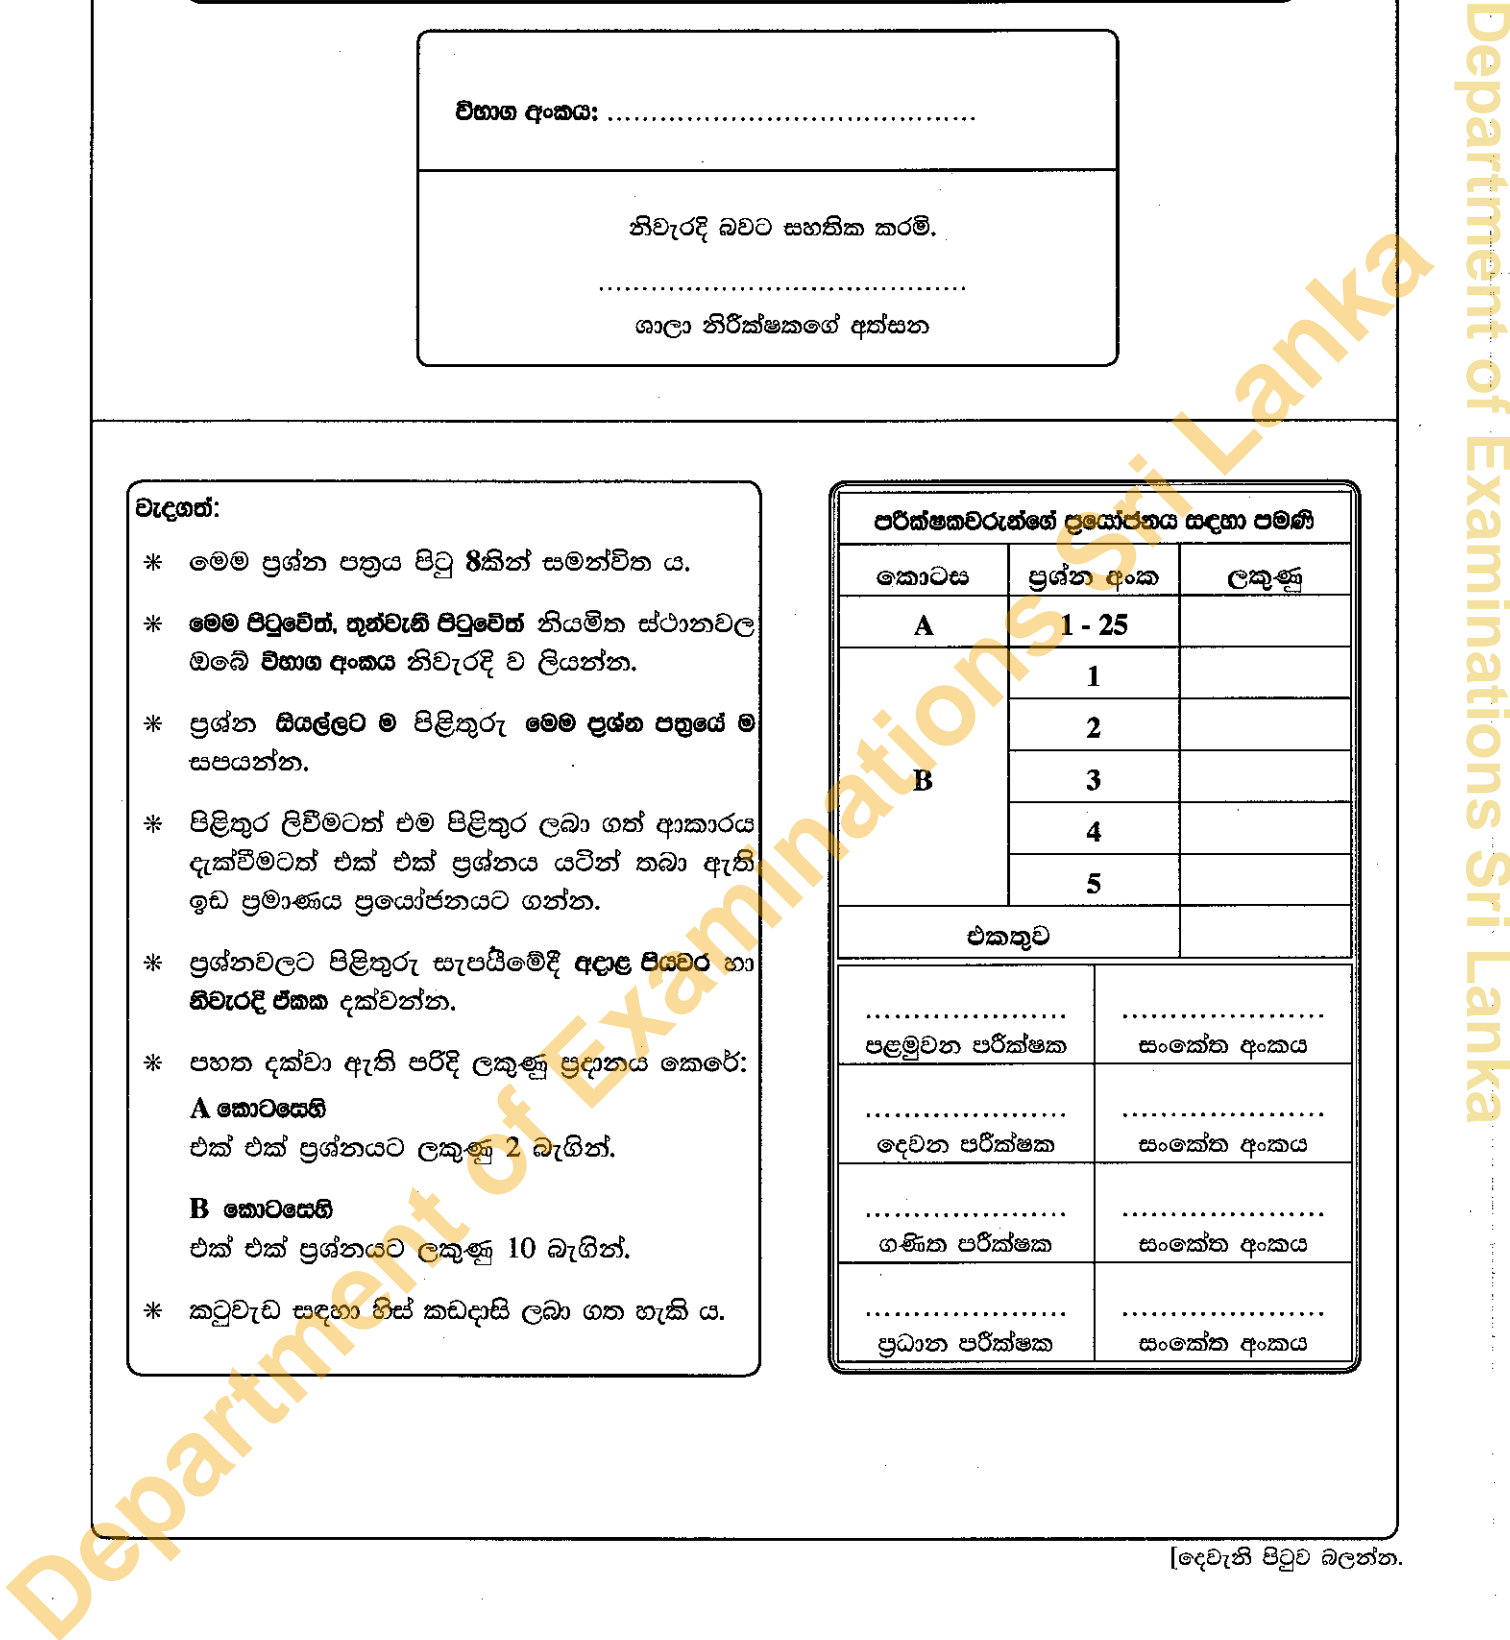 විභාග අංකය: ..........................................
නිවැරදි බවට සහතික කරමි.
..........................................
ශාලා නිරීක්ෂකගේ අත්සන
වැදගත්:
* මෙම ප්‍රශ්න පත්‍රය පිටු 8කින් සමන්විත ය.
* මෙම පිටුවේත්, තුන්වැනි පිටුවේත් නියමිත ස්ථානවල
ඔබේ විභාග අංකය නිවැරදි ව ලියන්න.
* ප්‍රශ්න සියල්ලට ම පිළිතුරු මෙම ප්‍රශ්න පත්‍රයේ ම
සපයන්න.
* පිළිතුර ලිවීමටත් එම පිළිතුර ලබා ගත් ආකාරය
දැක්වීමටත් එක් එක් ප්‍රශ්නය යටින් තබා ඇති
ඉඩ ප්‍රමාණය ප්‍රයෝජනයට ගන්න.
* ප්‍රශ්නවලට පිළිතුරු සැපයීමේදී අදාළ පියවර හා
නිවැරදි ඒකක දක්වන්න.
* පහත දක්වා ඇති පරිදි ලකුණු ප්‍රදානය කෙරේ:
A කොටසෙහි
එක් එක් ප්‍රශ්නයට ලකුණු 2 බැගින්.
B කොටසෙහි
එක් එක් ප්‍රශ්නයට ලකුණු 10 බැගින්.
* කටුවැඩ සඳහා හිස් කඩදාසි ලබා ගත හැකි ය.
පරීක්ෂකවරුන්ගේ ප්‍රයෝජනය සඳහා පමණි
කොටස ප්‍රශ්න අංක ලකුණු
A 1 - 25
B 1
2
3
4
5
එකතුව
..................... .....................
පළමුවන පරීක්ෂක සංකේත අංකය
..................... .....................
දෙවන පරීක්ෂක සංකේත අංකය
..................... .....................
ගණිත පරීක්ෂක සංකේත අංකය
..................... .....................
ප්‍රධාන පරීක්ෂක සංකේත අංකය
[දෙවැනි පිටුව බලන්න.
Department of Examinations Sri Lanka
Department of Examinations Sri Lanka